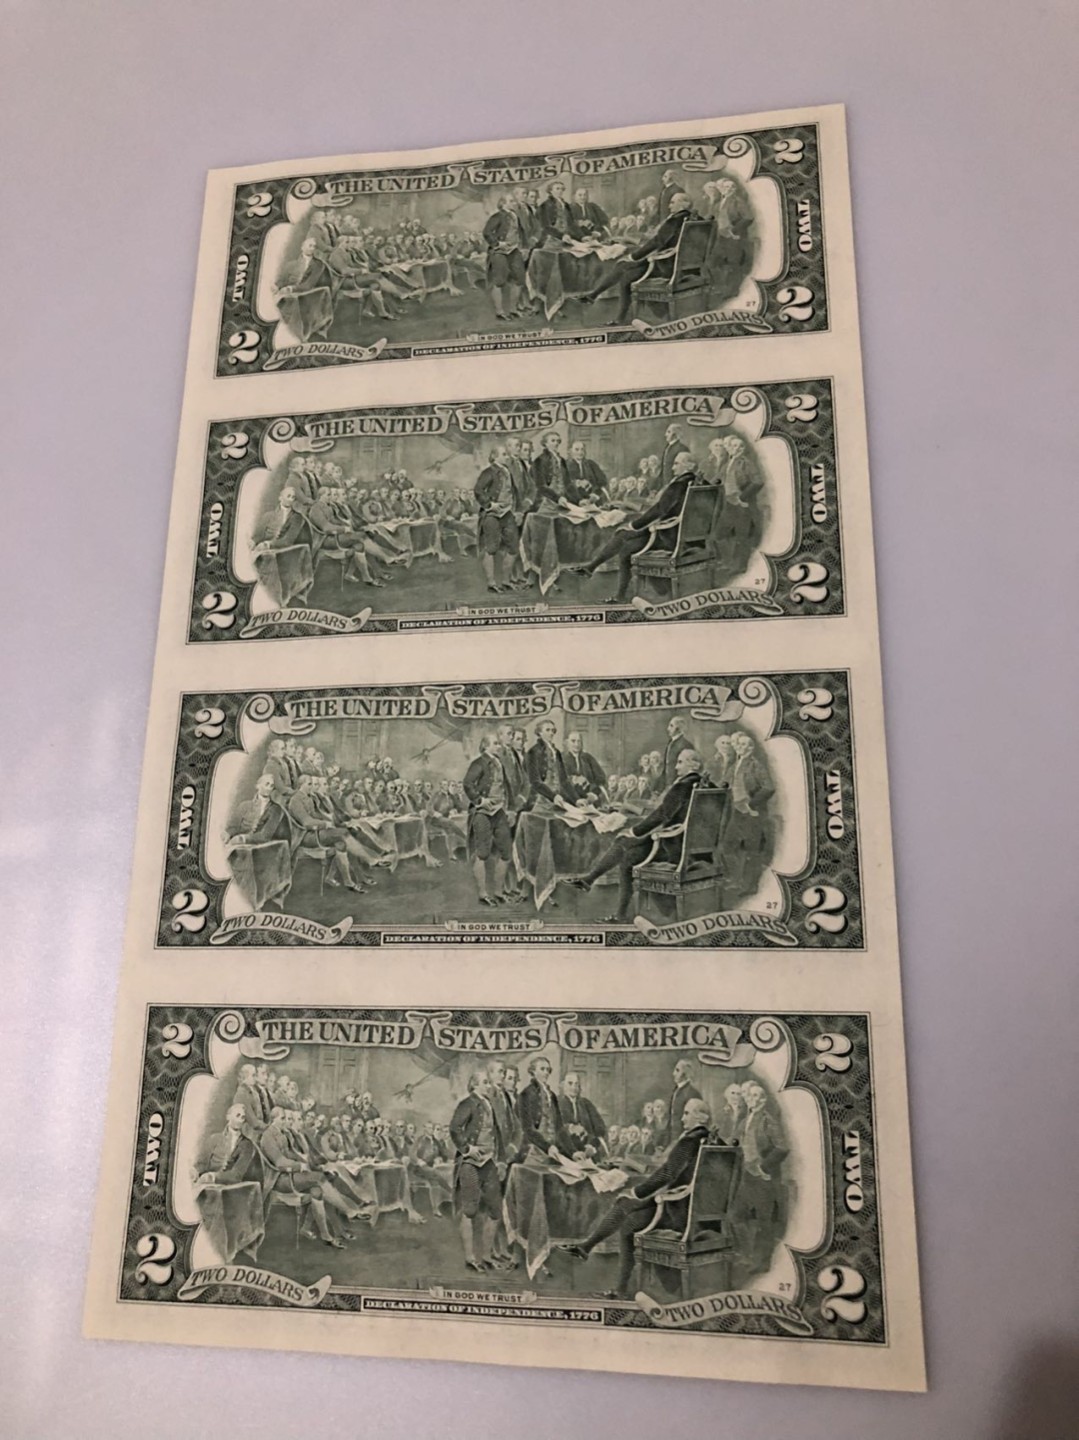 THE UNITED STATES OF AMERICA
2 2
TWO TWO
27
2 2
TWO DOLLARS IN GOD WE TRUST TWO DOLLARS
DECLARATION OF INDEPENDENCE, 1776
THE UNITED STATES OF AMERICA
2 2
TWO TWO
27
2 2
TWO DOLLARS IN GOD WE TRUST TWO DOLLARS
DECLARATION OF INDEPENDENCE, 1776
THE UNITED STATES OF AMERICA
2 2
TWO TWO
27
2 2
TWO DOLLARS IN GOD WE TRUST TWO DOLLARS
DECLARATION OF INDEPENDENCE, 1776
THE UNITED STATES OF AMERICA
2 2
TWO TWO
27
2 2
TWO DOLLARS IN GOD WE TRUST TWO DOLLARS
DECLARATION OF INDEPENDENCE, 1776